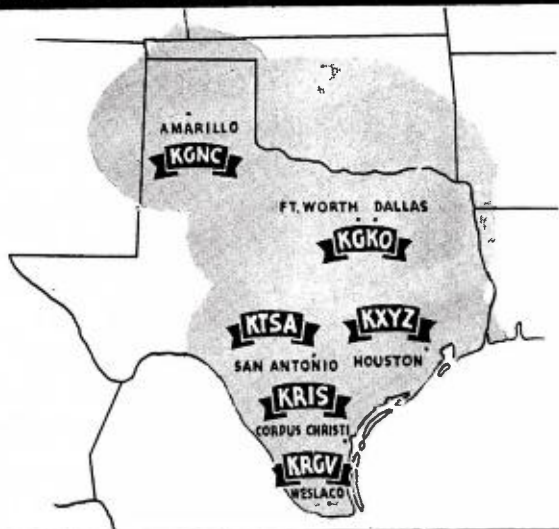 AMARILLO
KGNC
FT. WORTH DALLAS
KGKO
KTSA KXYZ
SAN ANTONIO HOUSTON
KRIS
CORPUS CHRISTI
KRGV
WESLACO